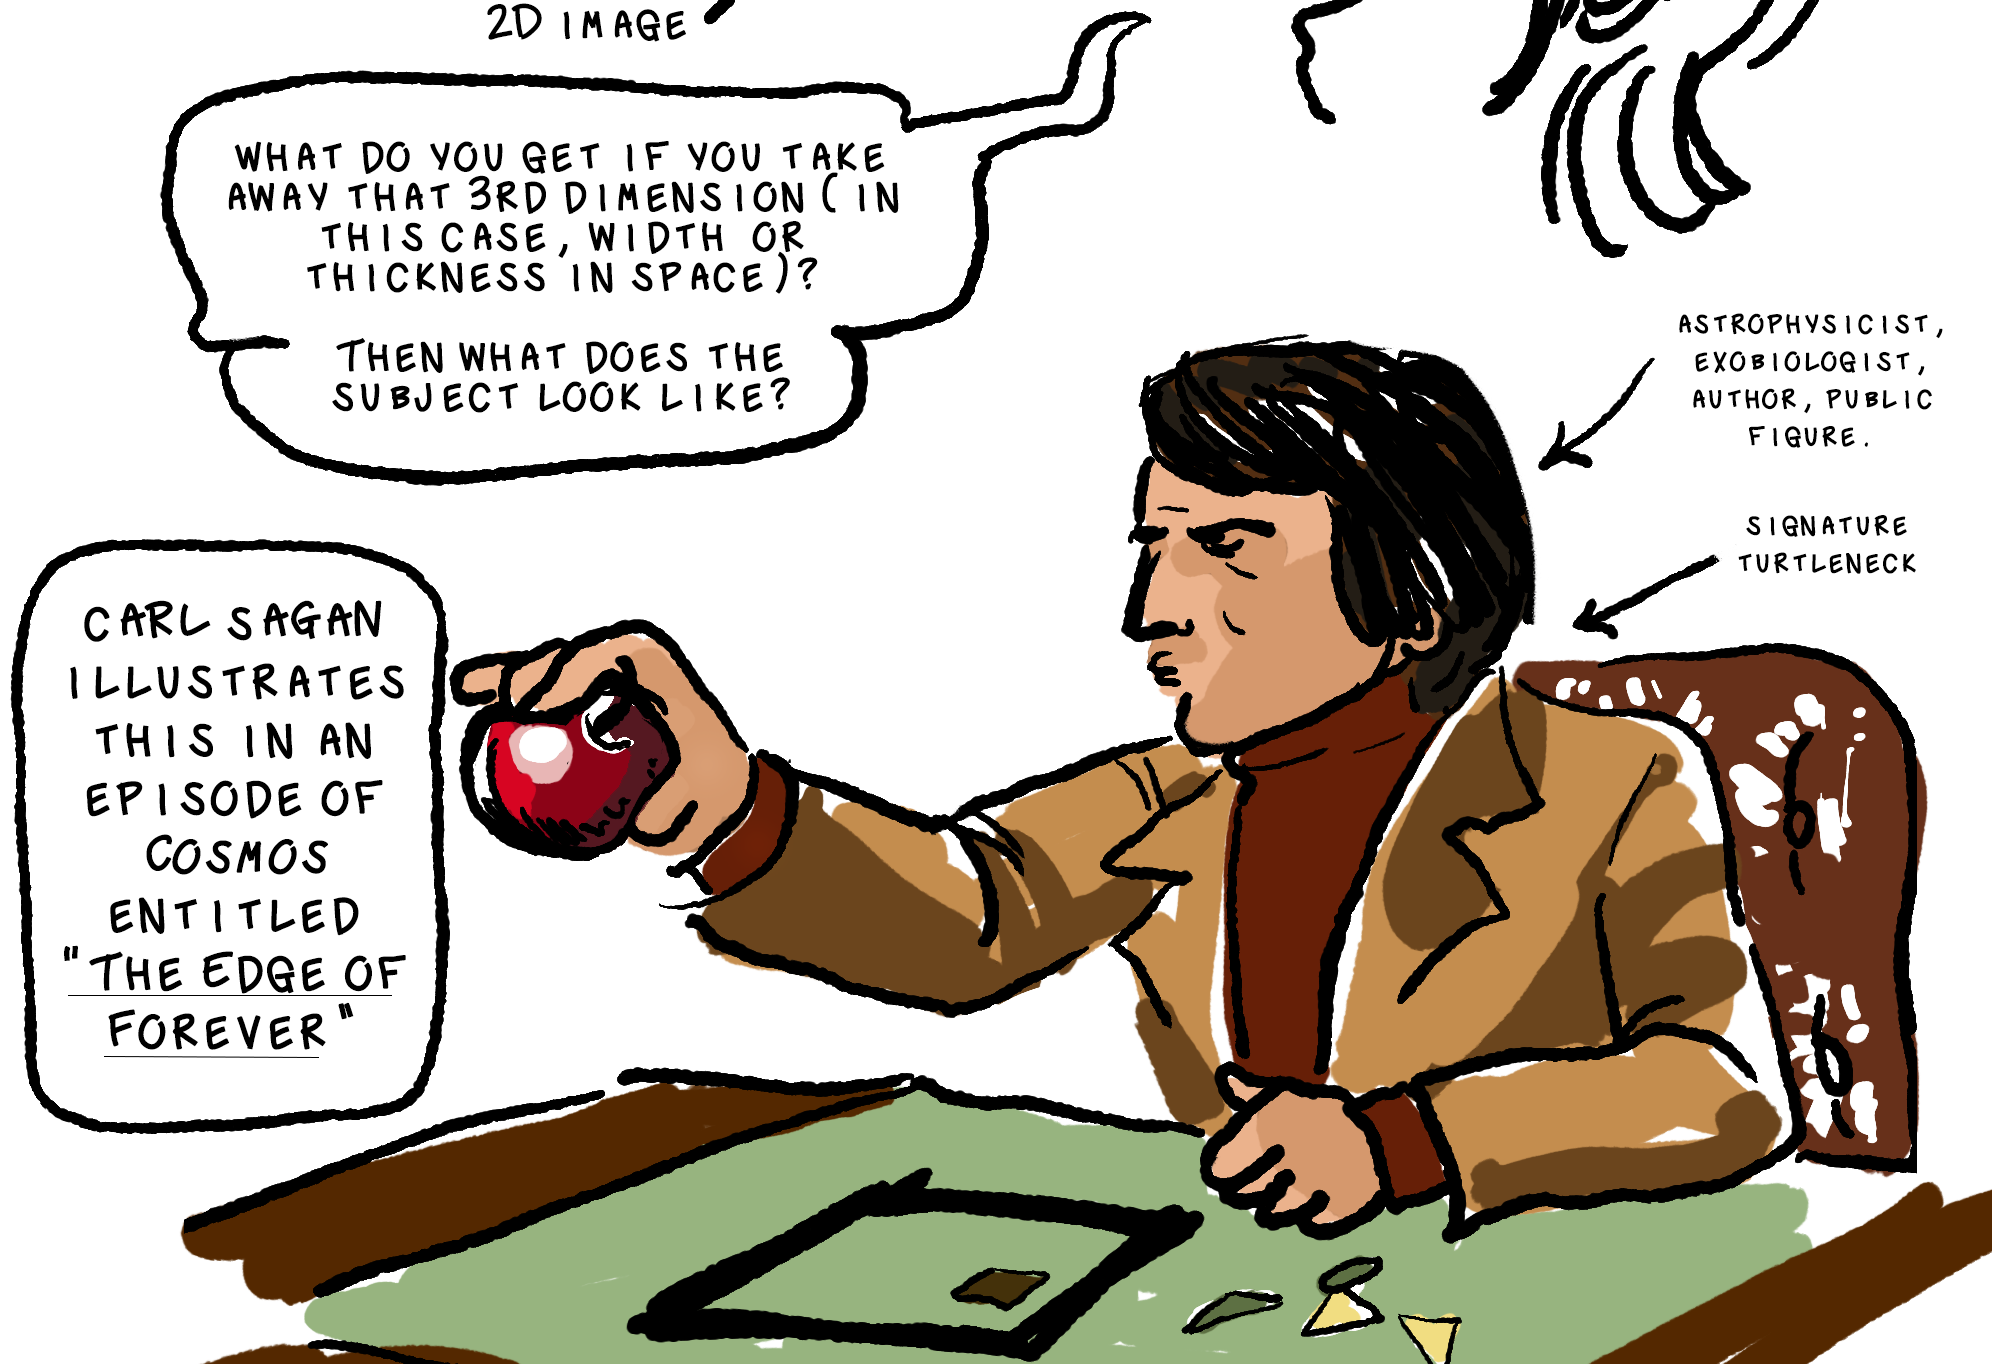 2D IMAGE
WHAT DO YOU GET IF YOU TAKE
AWAY THAT 3RD DIMENSION (IN
THIS CASE, WIDTH OR
THICKNESS IN SPACE)?
THEN WHAT DOES THE
SUBJECT LOOK LIKE?
ASTROPHYSICIST,
EXOBIOLOGIST,
AUTHOR, PUBLIC
FIGURE.
SIGNATURE
TURTLENECK
CARL SAGAN
ILLUSTRATES
THIS IN AN
EPISODE OF
COSMOS
ENTITLED
"THE EDGE OF
FOREVER"